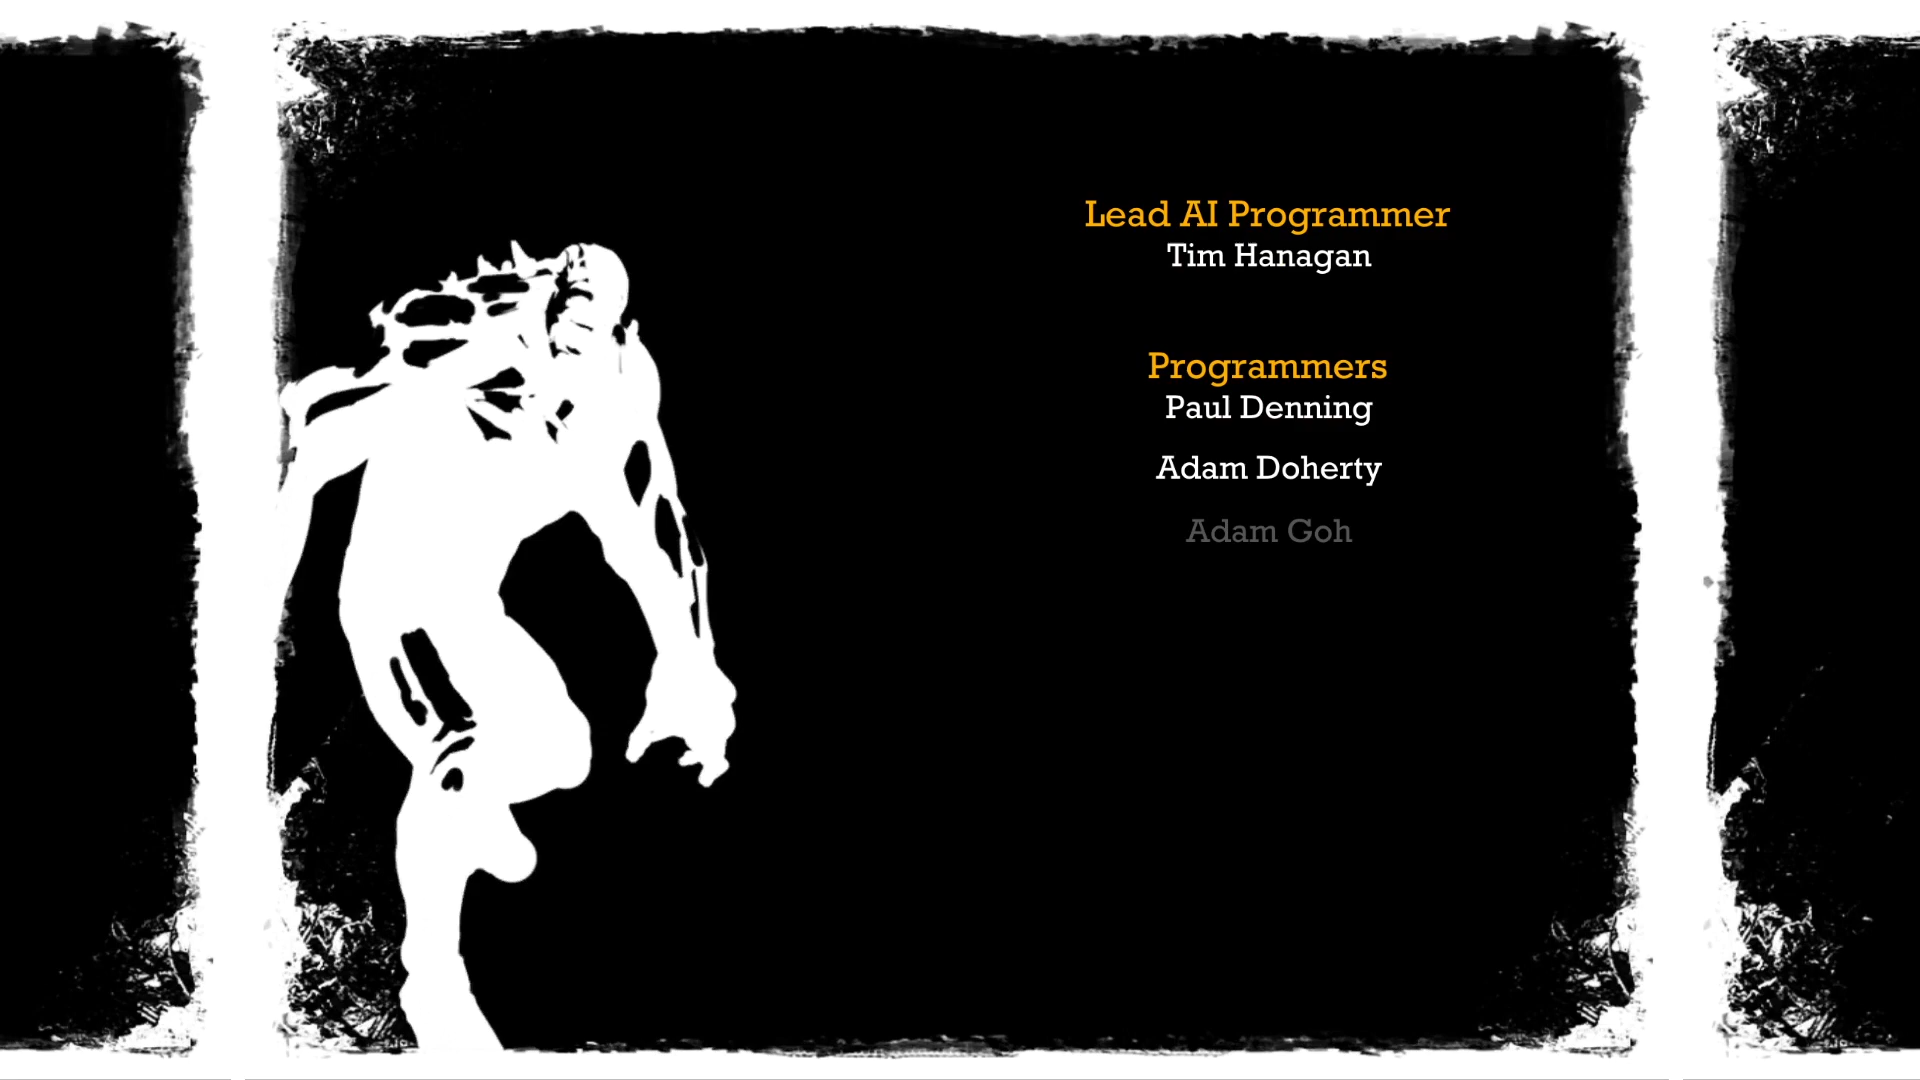 Lead AI Programmer
Tim Hanagan
Programmers
Paul Denning
Adam Doherty
Adam Goh